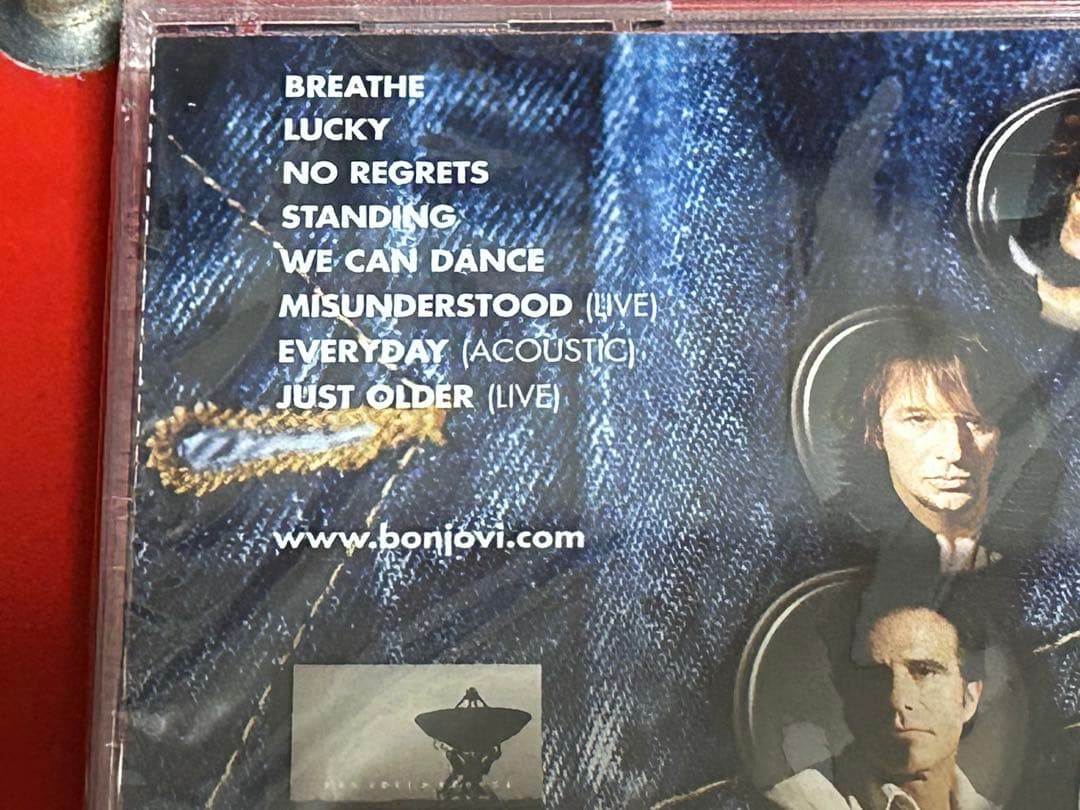 BREATHE
LUCKY
NO REGRETS
STANDING
WE CAN DANCE
MISUNDERSTOOD (LIVE)
EVERYDAY (ACOUSTIC)
JUST OLDER (LIVE)
www.bonjovi.com